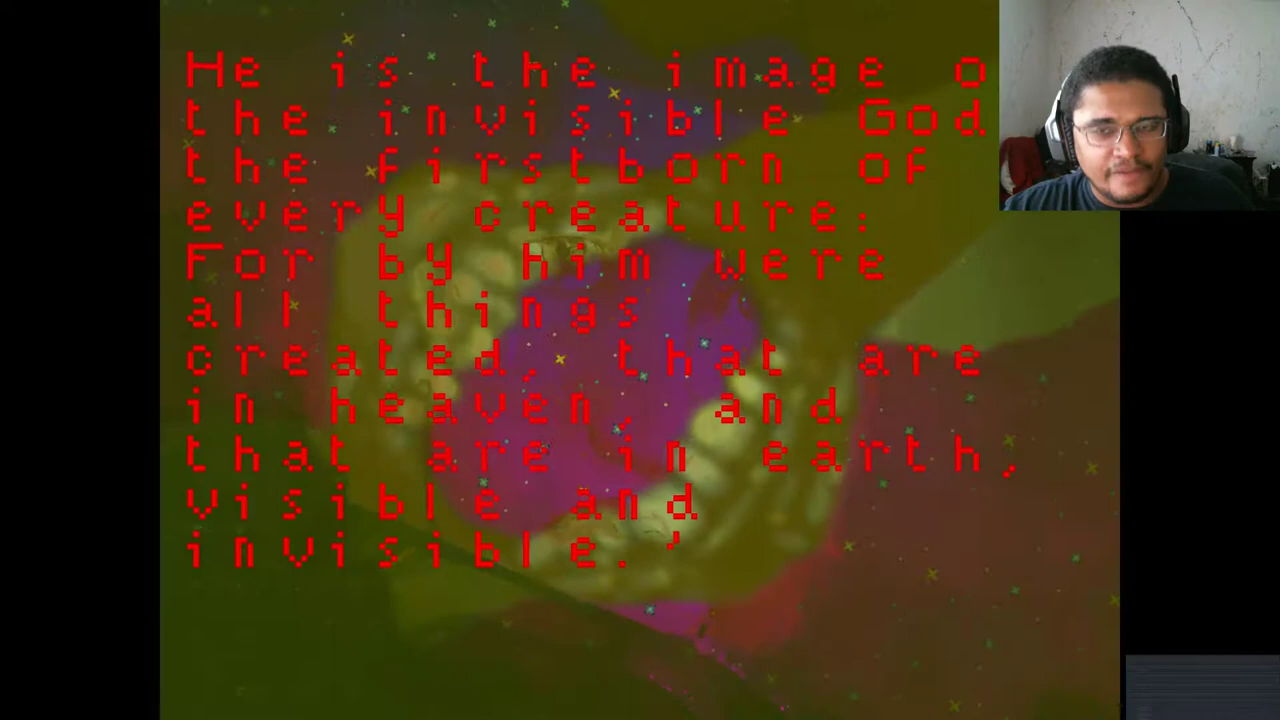 He is the image o
the invisible God
the firstborn of
every creature:
For by him were
all things
created, that are
in heaven, and
that are in earth,
visible and
invisible.'